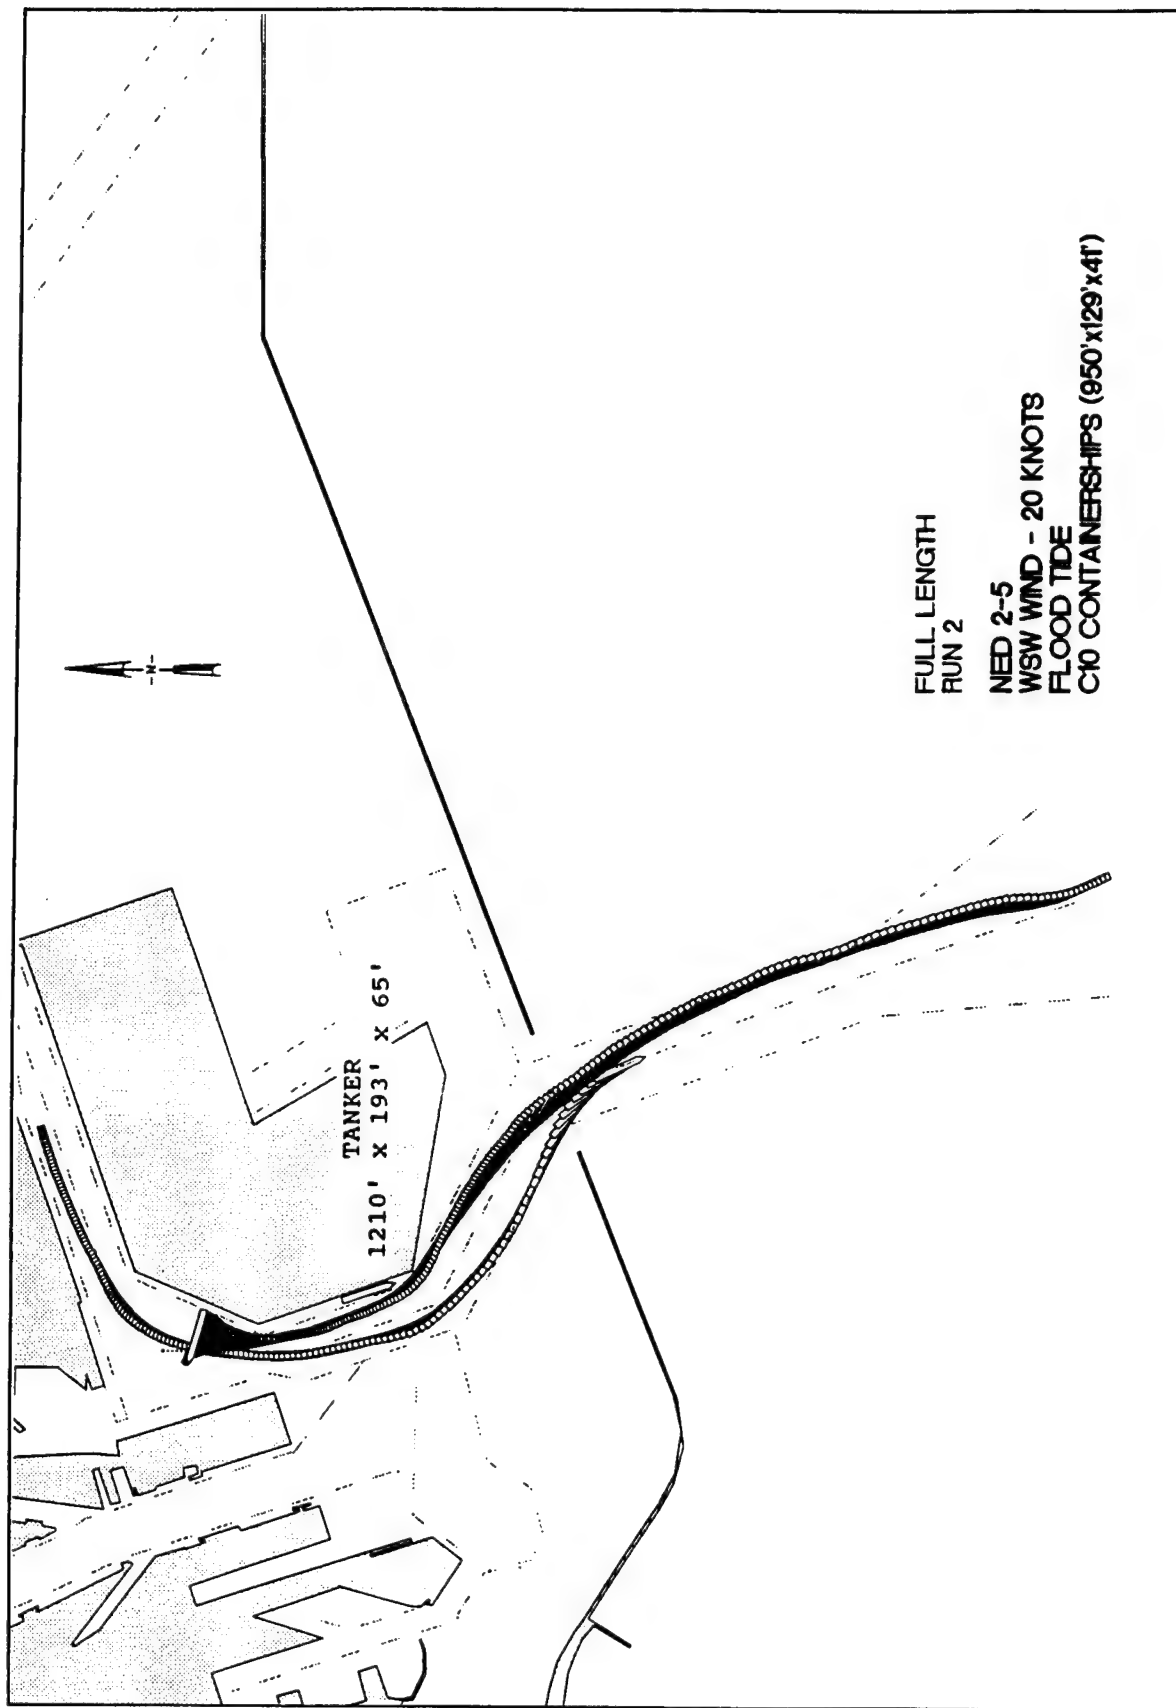 -N-
TANKER
1210' X 193' X 65'
FULL LENGTH
RUN 2
NED 2-5
WSW WIND - 20 KNOTS
FLOOD TIDE
C10 CONTAINERSHIPS (950'x129'x41')